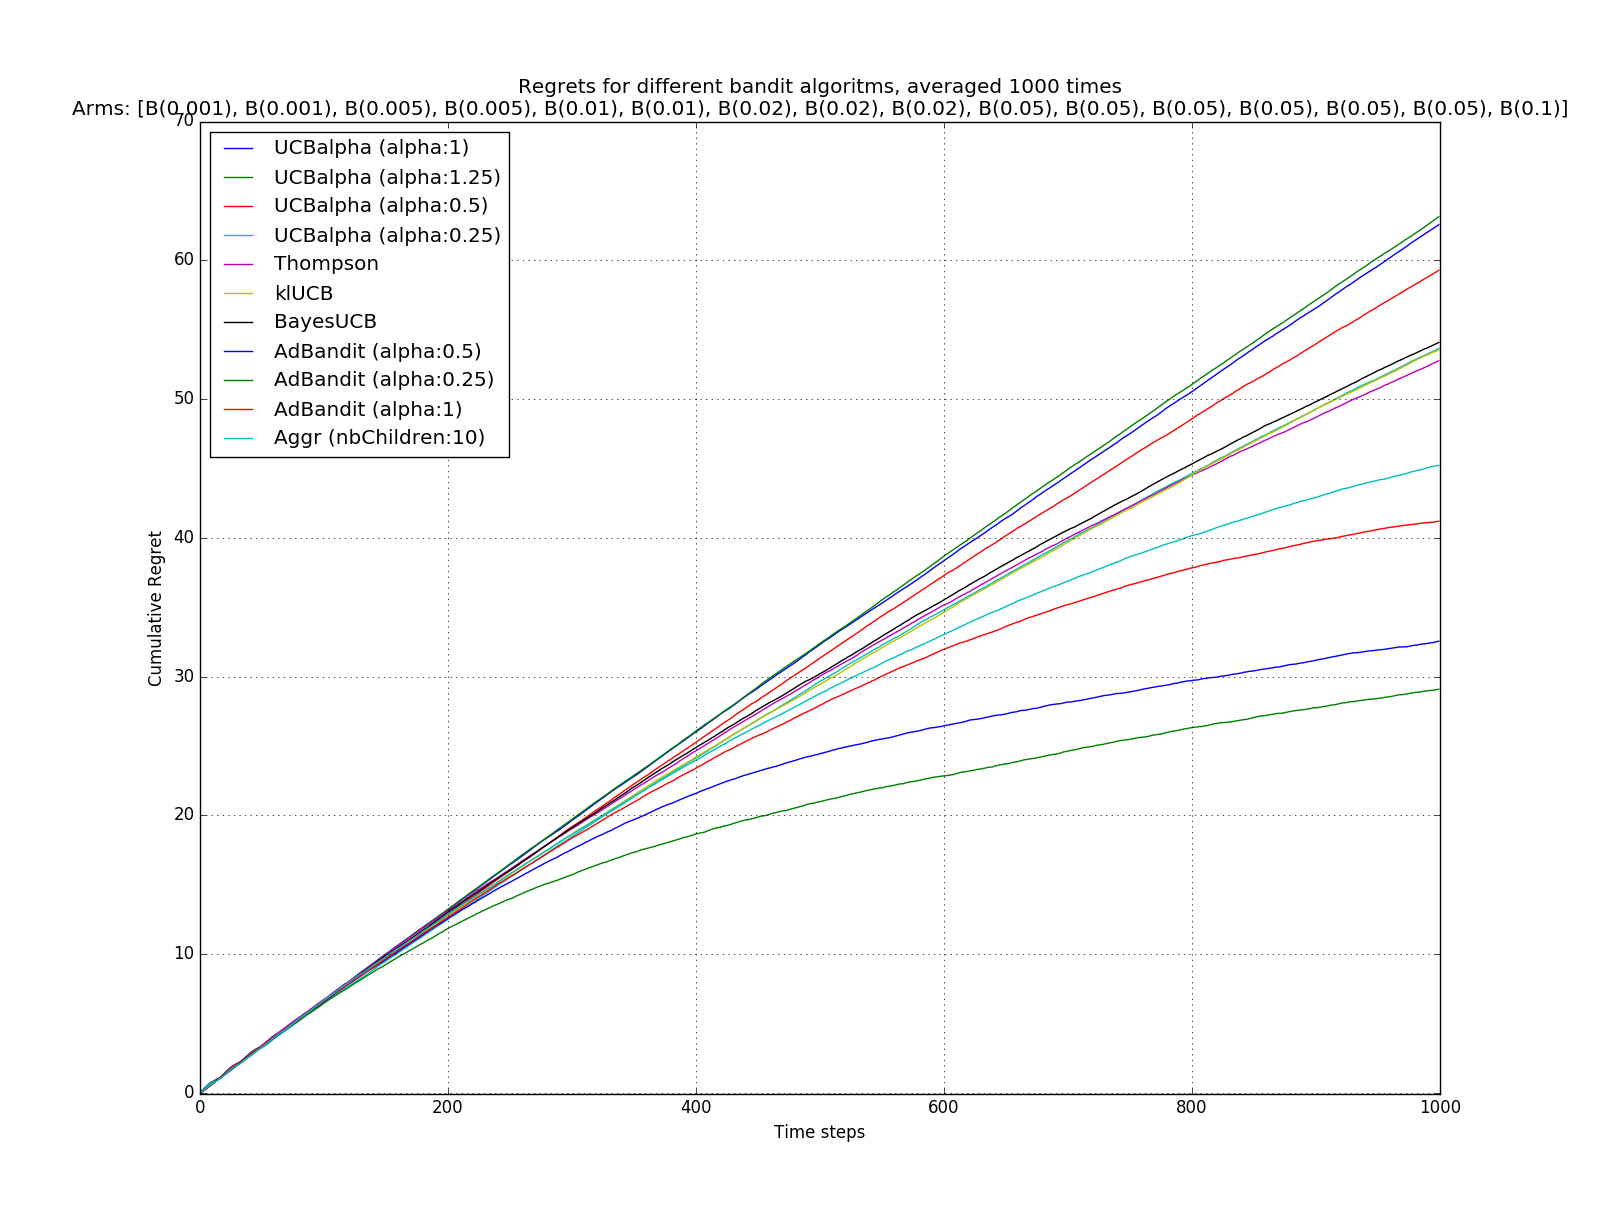 Regrets for different bandit algoritms, averaged 1000 times
Arms: [B(0.001), B(0.001), B(0.005), B(0.005), B(0.01), B(0.01), B(0.02), B(0.02), B(0.02), B(0.05), B(0.05), B(0.05), B(0.05), B(0.05), B(0.05), B(0.1)]
70
60
50
40
30
20
10
0
Cumulative Regret
UCBalpha (alpha:1)
UCBalpha (alpha:1.25)
UCBalpha (alpha:0.5)
UCBalpha (alpha:0.25)
Thompson
klUCB
BayesUCB
AdBandit (alpha:0.5)
AdBandit (alpha:0.25)
AdBandit (alpha:1)
Aggr (nbChildren:10)
0 200 400 600 800 1000
Time steps